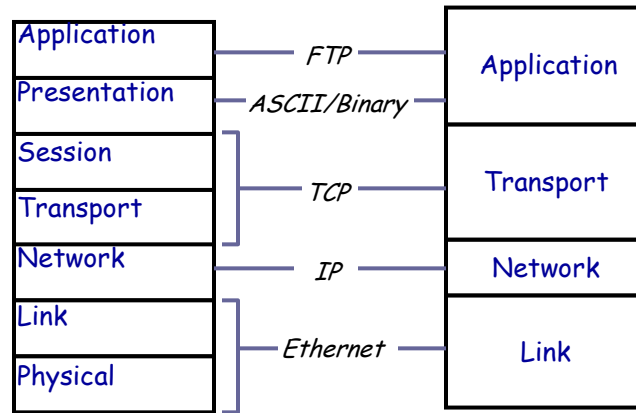 Application
Presentation
Session
Transport
Network
Link
Physical
FTP
ASCII/Binary
TCP
IP
Ethernet
Application
Transport
Network
Link